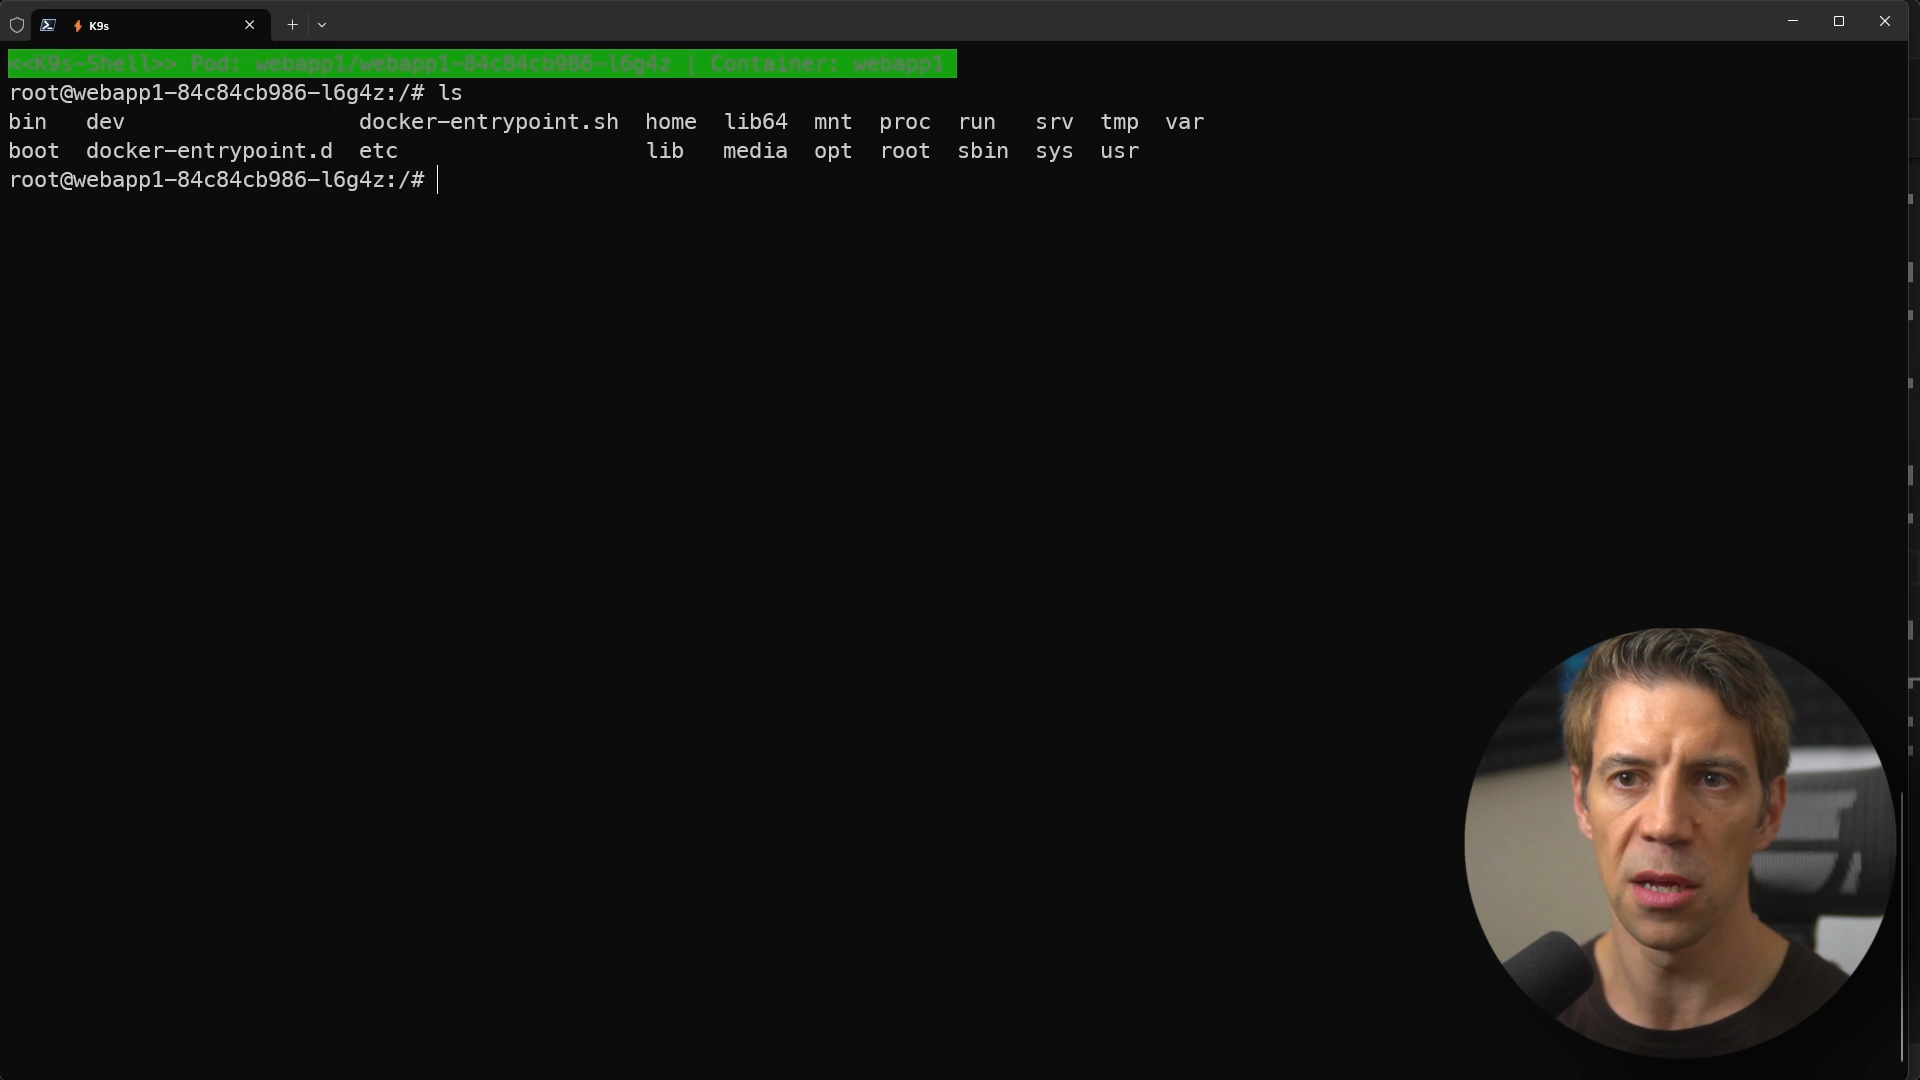 K9s
<<K9s-Shell>> Pod: webapp1/webapp1-84c84cb986-l6g4z | Container: webapp1
root@webapp1-84c84cb986-l6g4z:/# ls
bin   dev                  docker-entrypoint.sh  home  lib64  mnt  proc  run   srv  tmp  var
boot  docker-entrypoint.d  etc                   lib   media  opt  root  sbin  sys  usr
root@webapp1-84c84cb986-l6g4z:/#